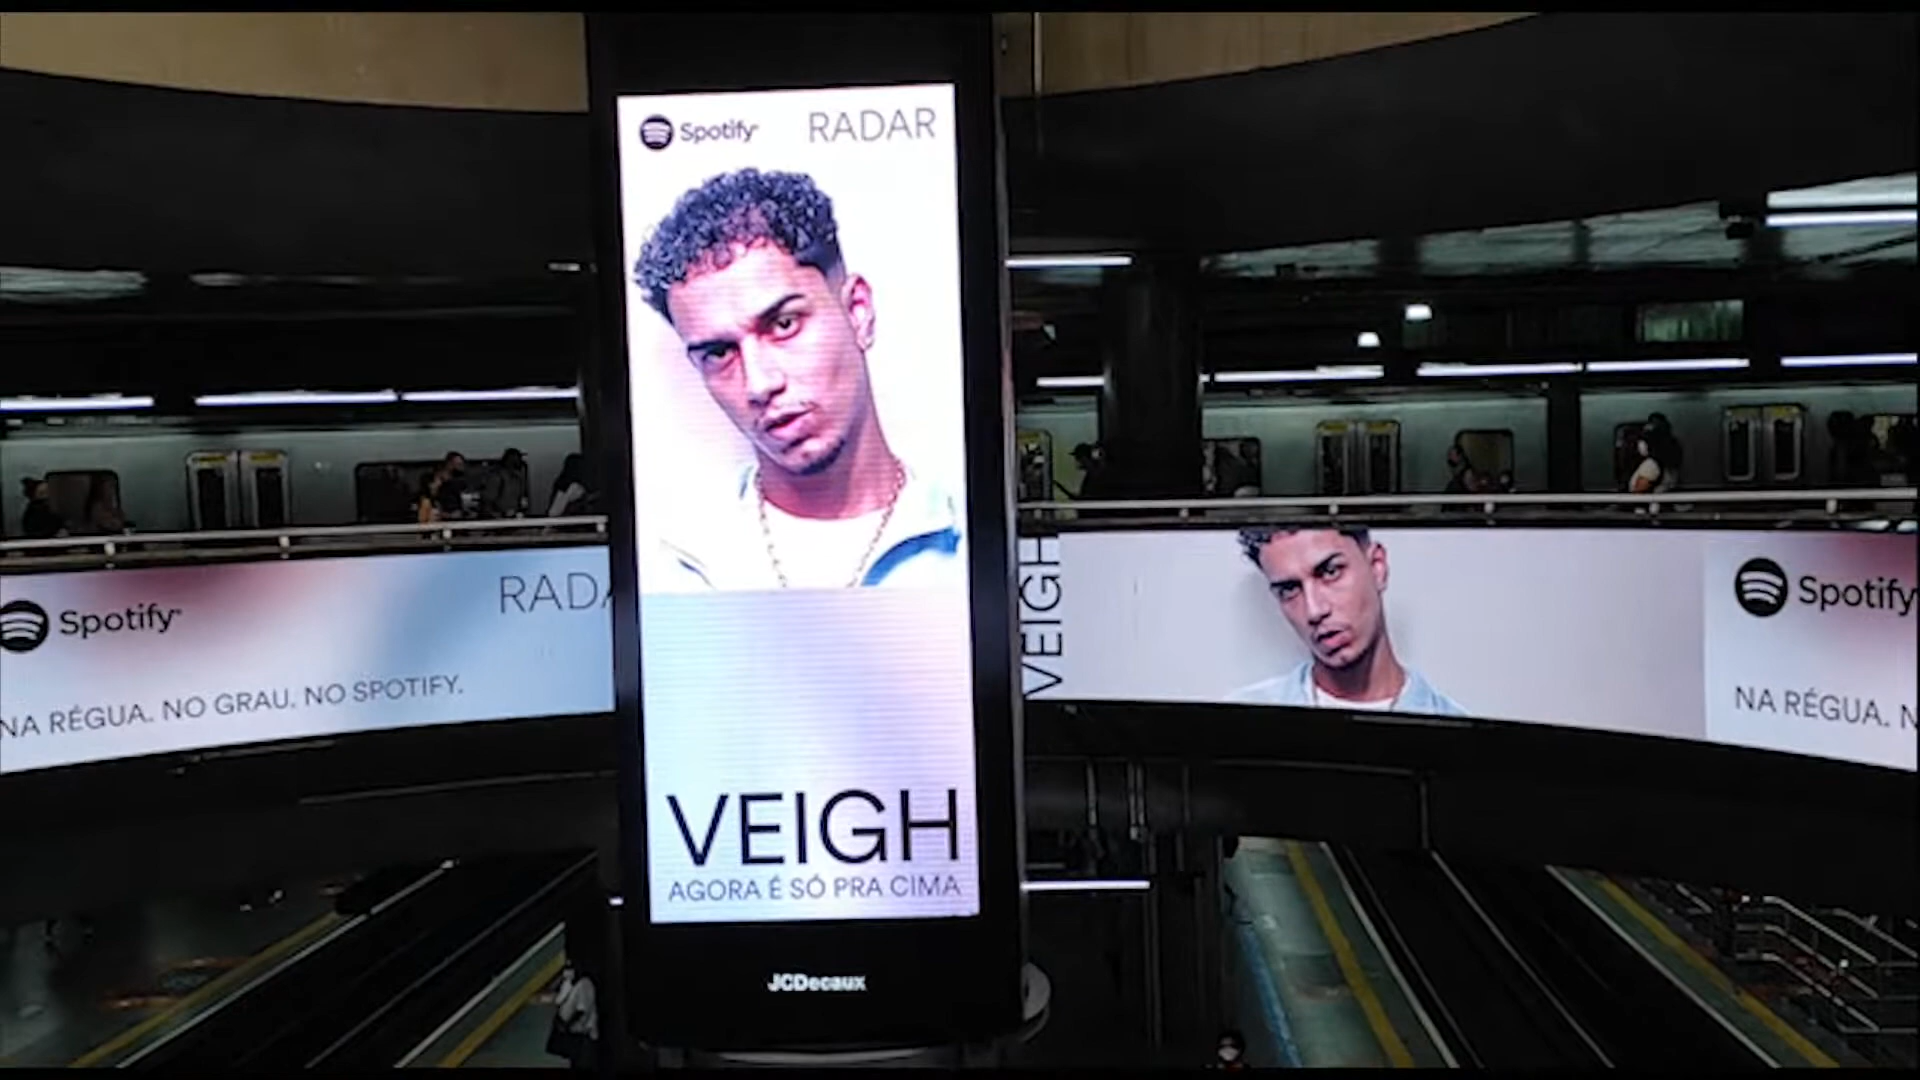 Spotify RADAR
VEIGH
AGORA É SÓ PRA CIMA
JCDecaux
Spotify
NA RÉGUA. NO GRAU. NO SPOTIFY.
VEIGH
Spotify
NA RÉGUA.